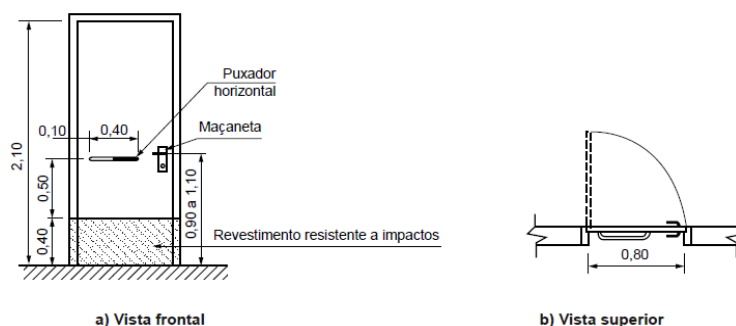 Puxador
horizontal
0,10
0,40
Maçaneta
2,10
0,50
0,90 a 1,10
0,40
Revestimento resistente a impactos
0,80
a) Vista frontal
b) Vista superior